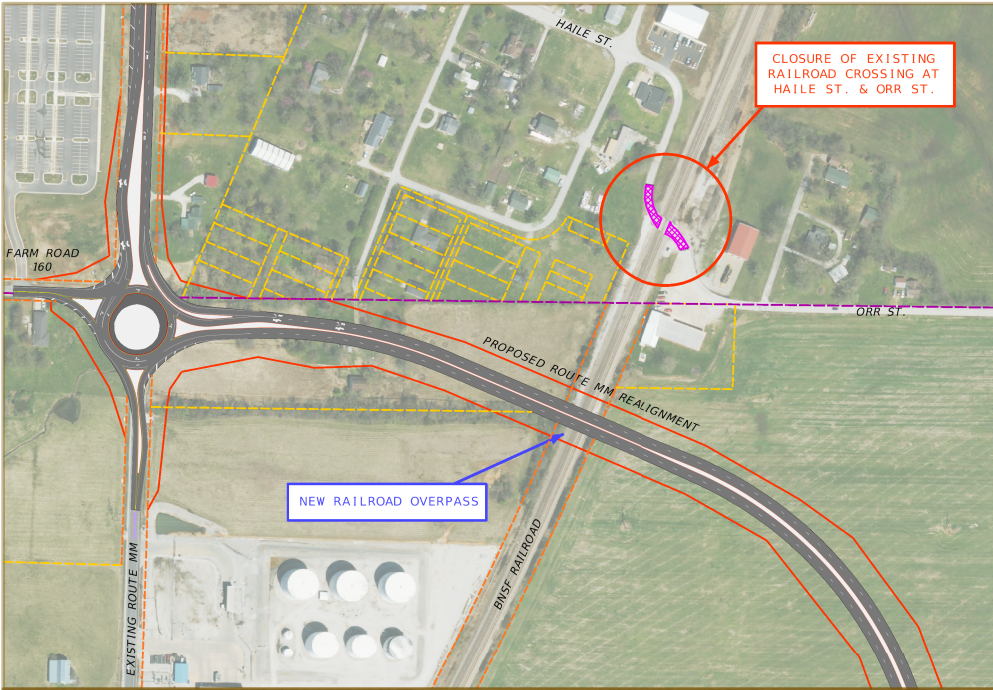 HAILE ST.
CLOSURE OF EXISTING
RAILROAD CROSSING AT
HAILE ST. & ORR ST.
FARM ROAD
160
ORR ST.
PROPOSED ROUTE MM REALIGNMENT
NEW RAILROAD OVERPASS
BNSF RAILROAD
EXISTING ROUTE MM